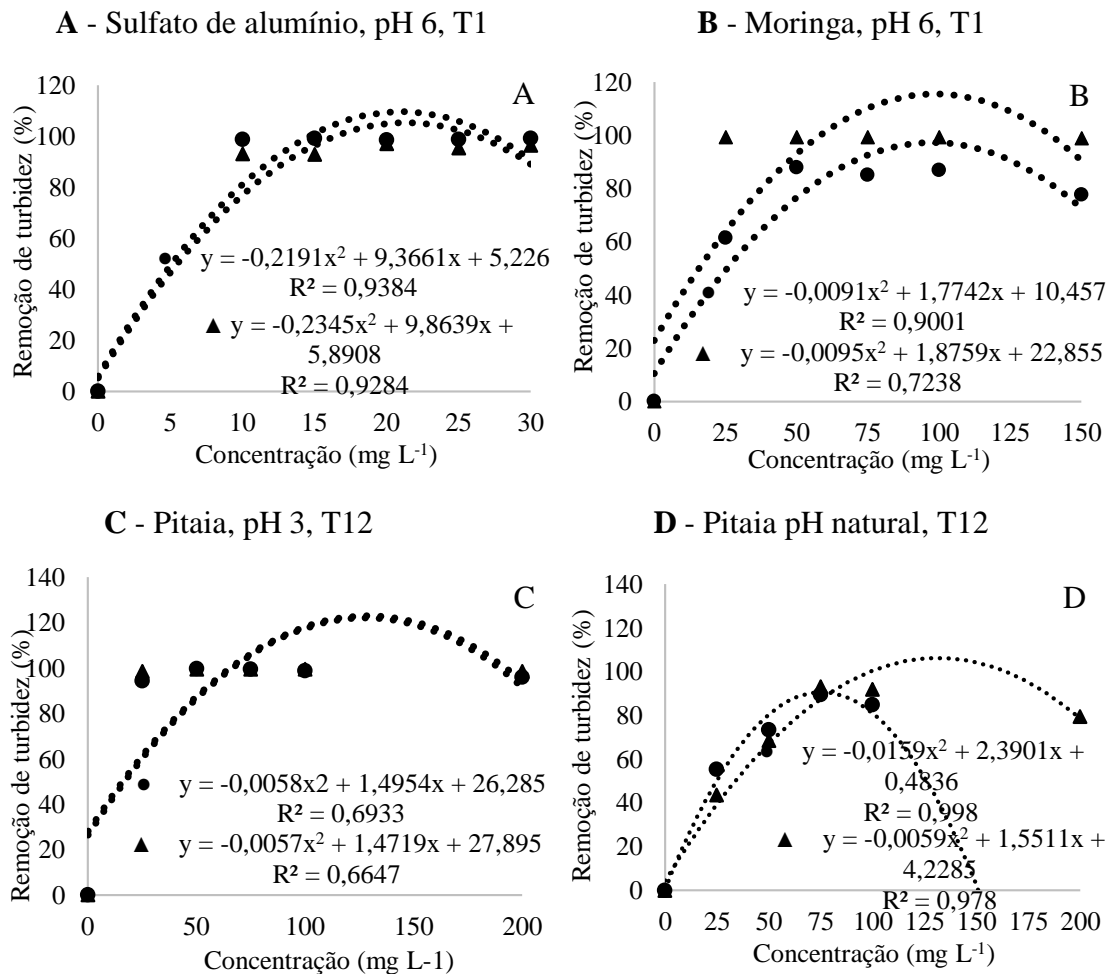 A - Sulfato de alumínio, pH 6, T1
A
Remoção de turbidez (%)
120
100
80
60
40
20
0
y = -0,2191x² + 9,3661x + 5,226
R² = 0,9384
y = -0,2345x² + 9,8639x +
5,8908
R² = 0,9284
0 5 10 15 20 25 30
Concentração (mg L⁻¹)
B - Moringa, pH 6, T1
B
Remoção de turbidez (%)
120
100
80
60
40
20
0
y = -0,0091x² + 1,7742x + 10,457
R² = 0,9001
y = -0,0095x² + 1,8759x + 22,855
R² = 0,7238
0 25 50 75 100 125 150
Concentração (mg L⁻¹)
C - Pitaia, pH 3, T12
C
Remoção de turbidez (%)
140
120
100
80
60
40
20
0
y = -0,0058x2 + 1,4954x + 26,285
R² = 0,6933
y = -0,0057x² + 1,4719x + 27,895
R² = 0,6647
0 50 100 150 200
Concentração (mg L-1)
D - Pitaia pH natural, T12
D
Remoção de turbidez (%)
140
120
100
80
60
40
20
0
y = -0,0159x² + 2,3901x +
0,4836
R² = 0,998
y = -0,0059x² + 1,5511x +
4,2285
R² = 0,978
0 25 50 75 100 125 150 175 200
Concentração (mg L⁻¹)